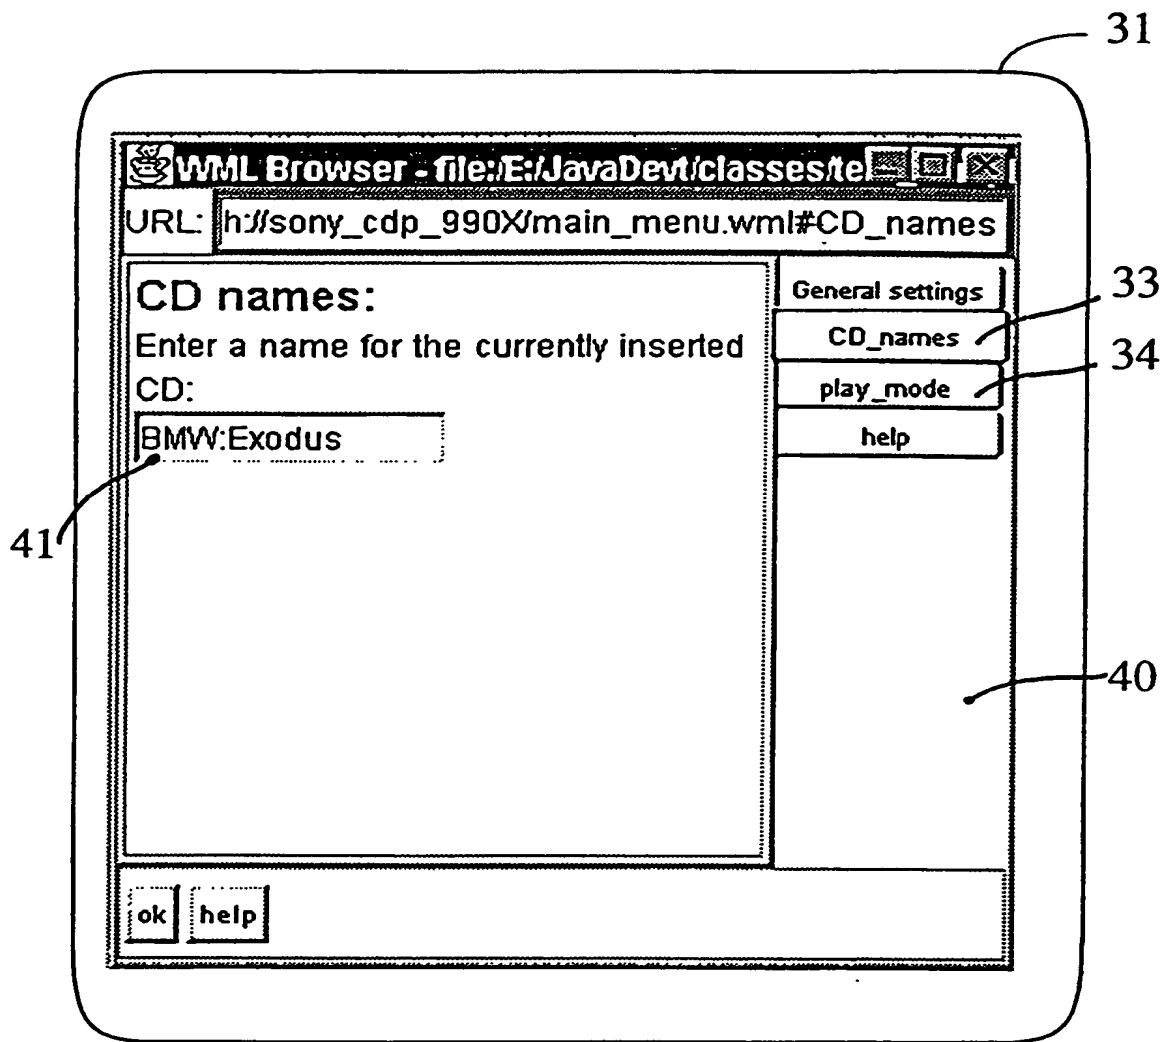 31
WML Browser - file:/E:/JavaDevt/classes/tel
URL: h://sony_cdp_990X/main_menu.wml#CD_names
CD names:
Enter a name for the currently inserted
CD:
BMW:Exodus
General settings
CD_names
play_mode
help
33
34
41
40
ok help